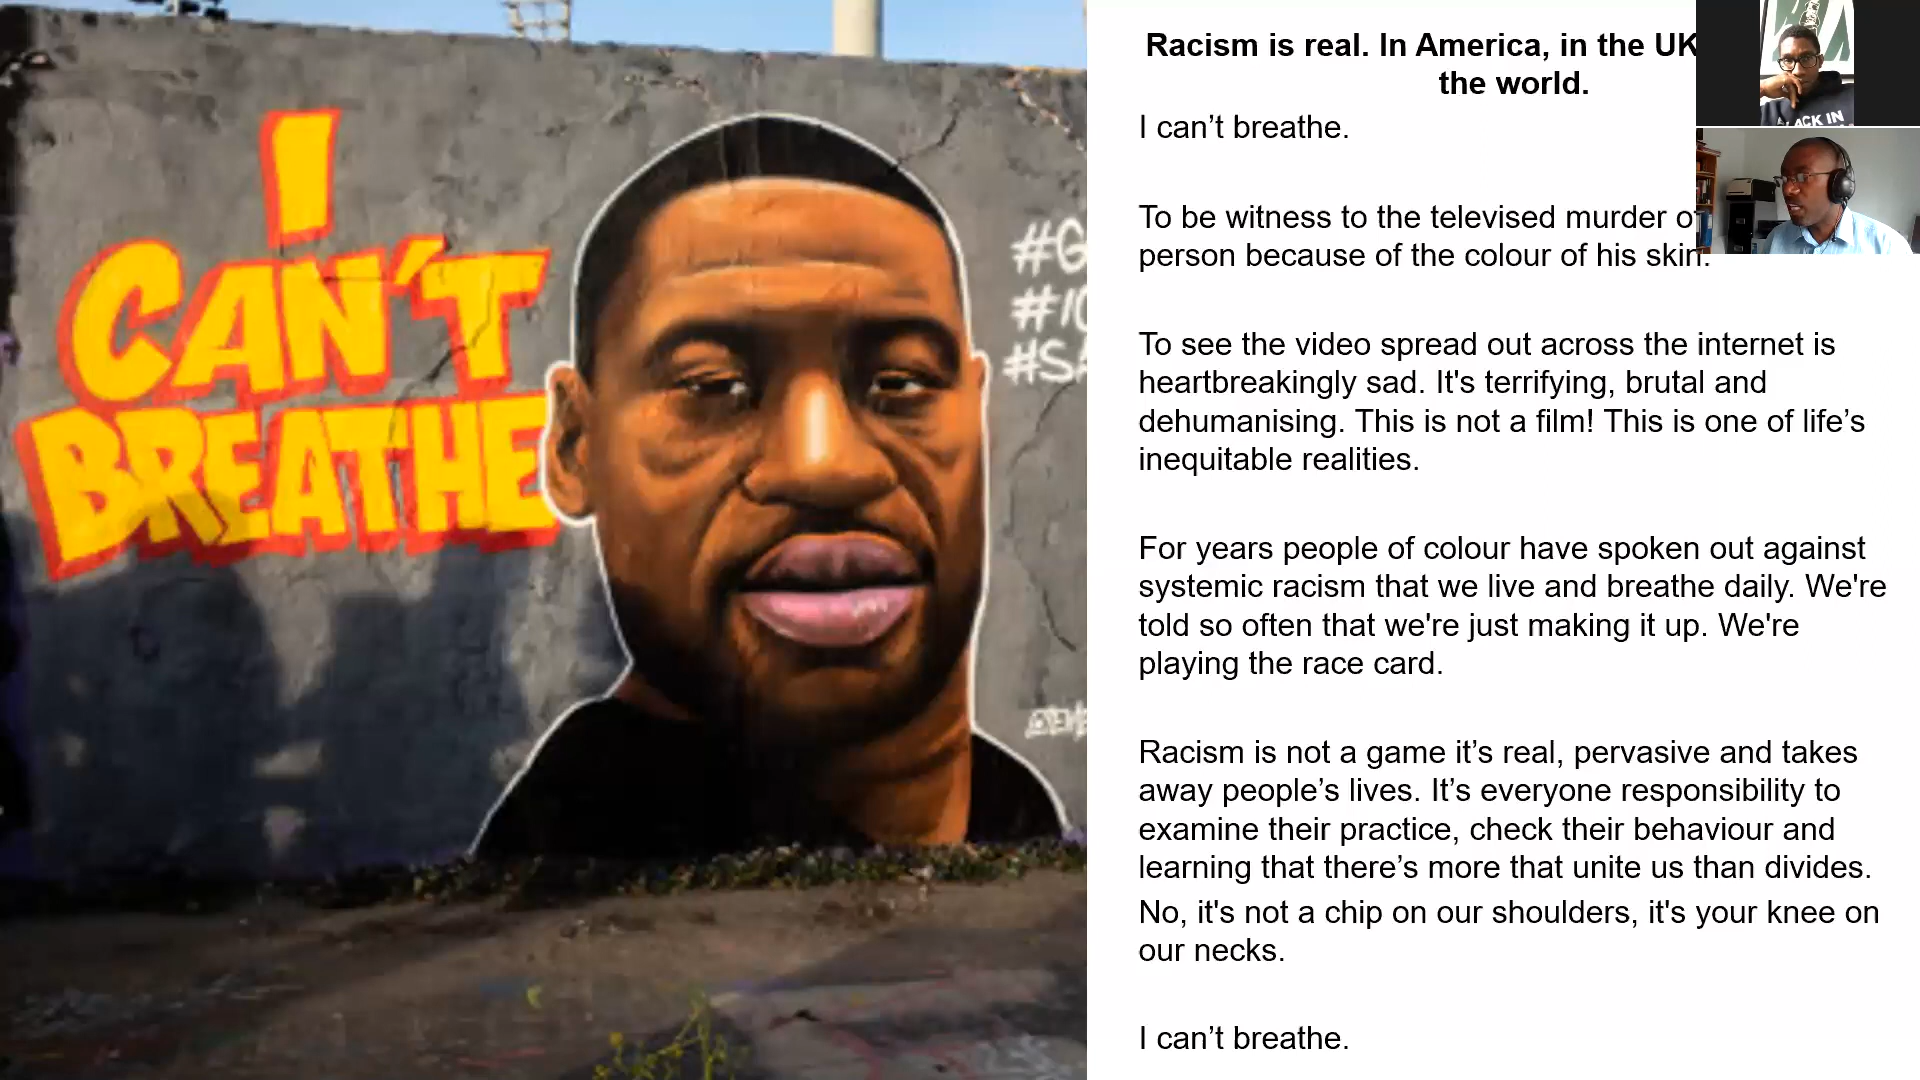 I
CAN'T
BREATHE
#G
#IC
#SA
Racism is real. In America, in the UK
the world.
I can’t breathe.
To be witness to the televised murder of
person because of the colour of his skin.
To see the video spread out across the internet is
heartbreakingly sad. It's terrifying, brutal and
dehumanising. This is not a film! This is one of life’s
inequitable realities.
For years people of colour have spoken out against
systemic racism that we live and breathe daily. We're
told so often that we're just making it up. We're
playing the race card.
Racism is not a game it’s real, pervasive and takes
away people’s lives. It’s everyone responsibility to
examine their practice, check their behaviour and
learning that there’s more that unite us than divides.
No, it's not a chip on our shoulders, it's your knee on
our necks.
I can’t breathe.
LACK IN